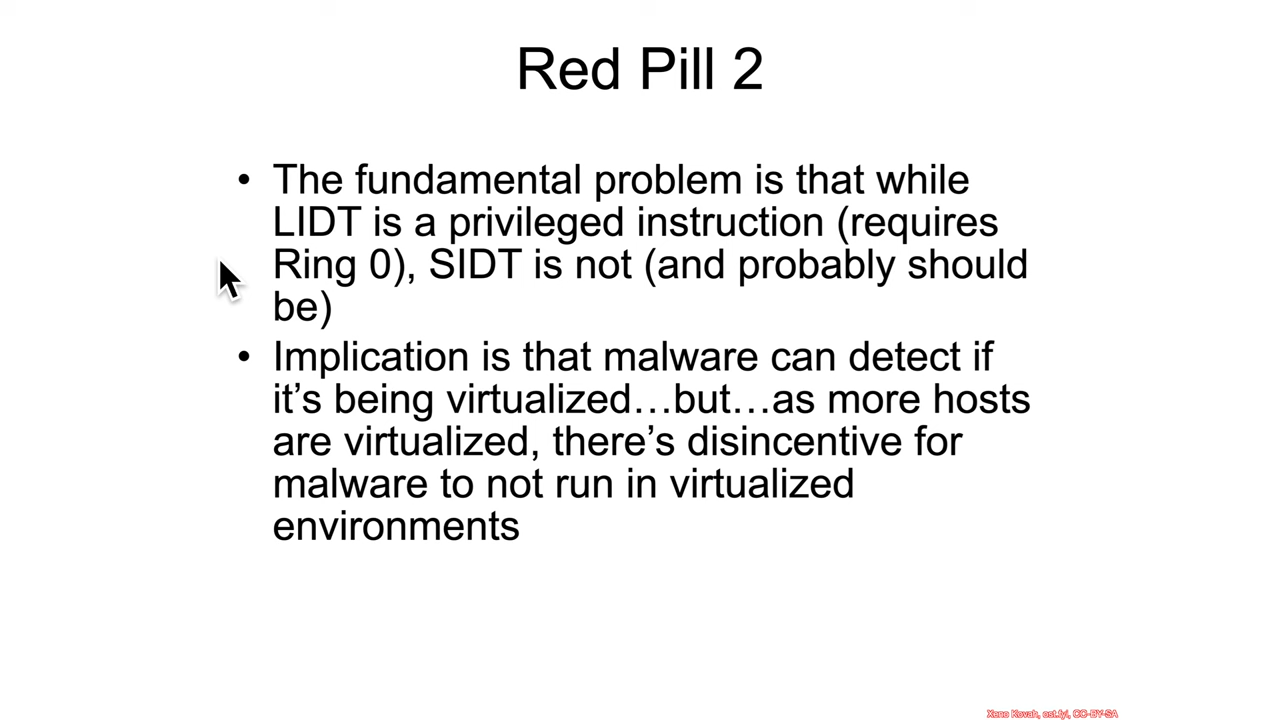 Red Pill 2
• The fundamental problem is that while
LIDT is a privileged instruction (requires
Ring 0), SIDT is not (and probably should
be)
• Implication is that malware can detect if
it’s being virtualized…but…as more hosts
are virtualized, there’s disincentive for
malware to not run in virtualized
environments
Xeno Kovah, ost.fyi, CC-BY-SA